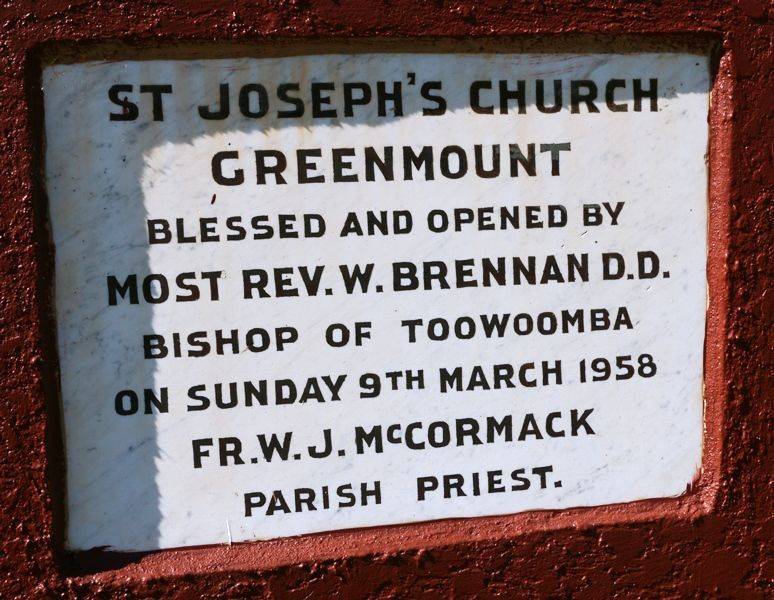 ST JOSEPH'S CHURCH
GREENMOUNT
BLESSED AND OPENED BY
MOST REV. W. BRENNAN D.D.
BISHOP OF TOOWOOMBA
ON SUNDAY 9TH MARCH 1958
FR. W. J. McCORMACK
PARISH PRIEST.